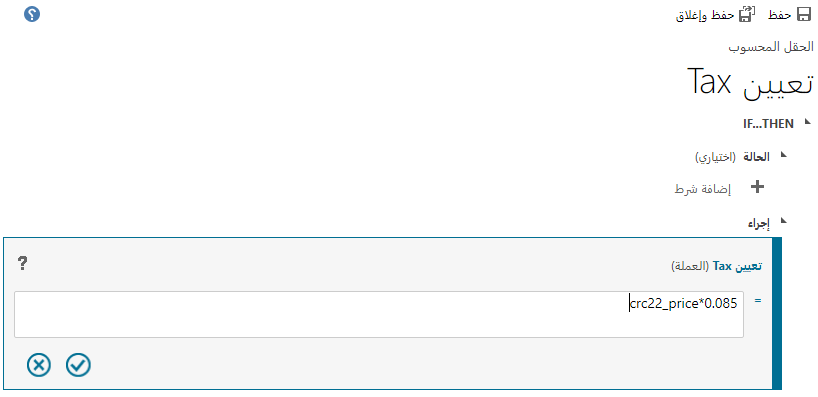 حفظ حفظ وإغلاق
الحقل المحسوب
تعيين Tax
IF...THEN
الحالة (اختياري)
إضافة شرط
إجراء
تعيين Tax (العملة) ?
= crc22_price*0.085